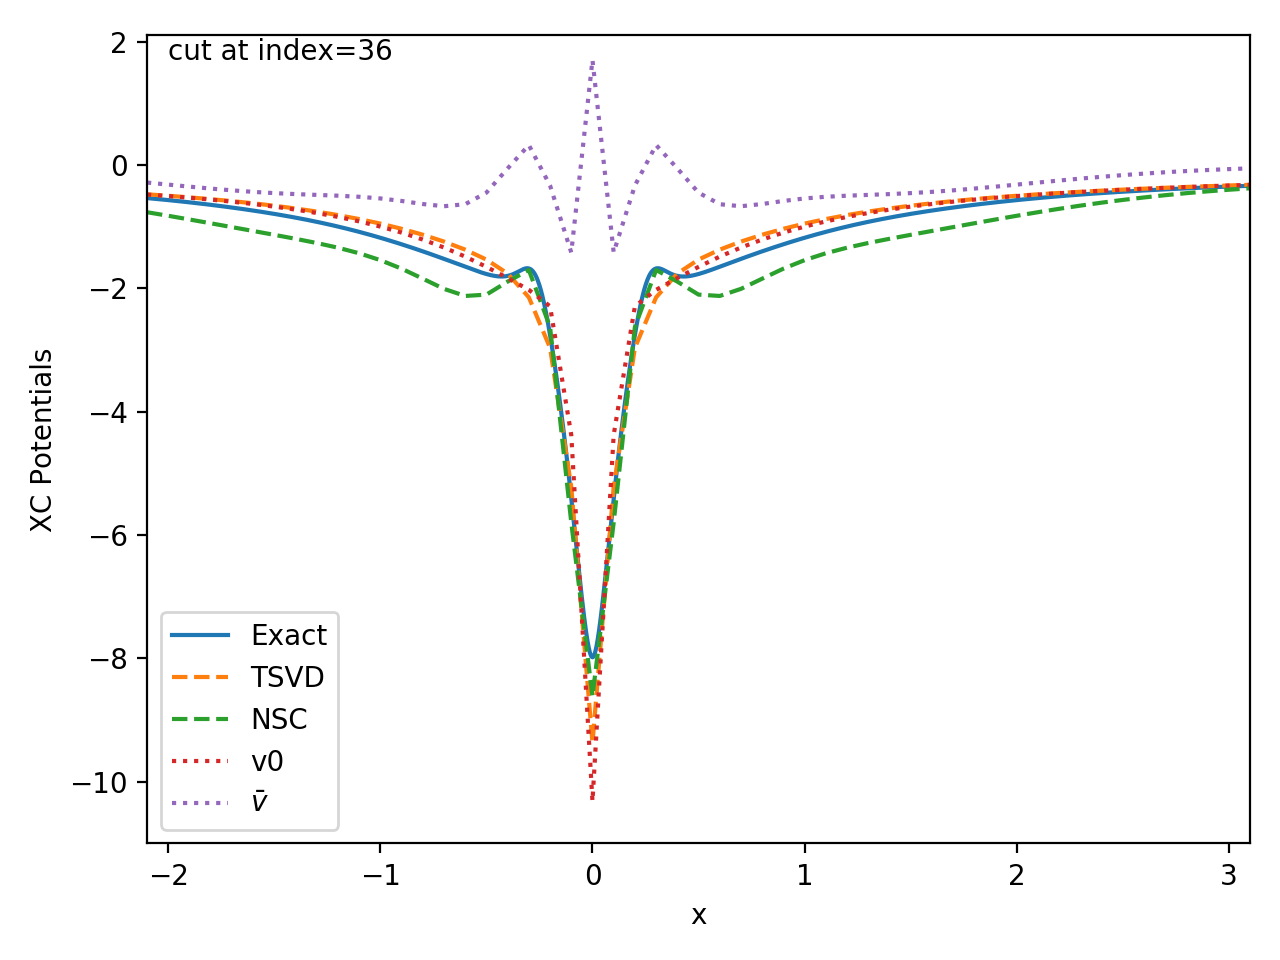 cut at index=36
2
0
−2
−4
−6
−8
−10
XC Potentials
Exact
TSVD
NSC
v0
v̄
−2
−1
0
1
2
3
x